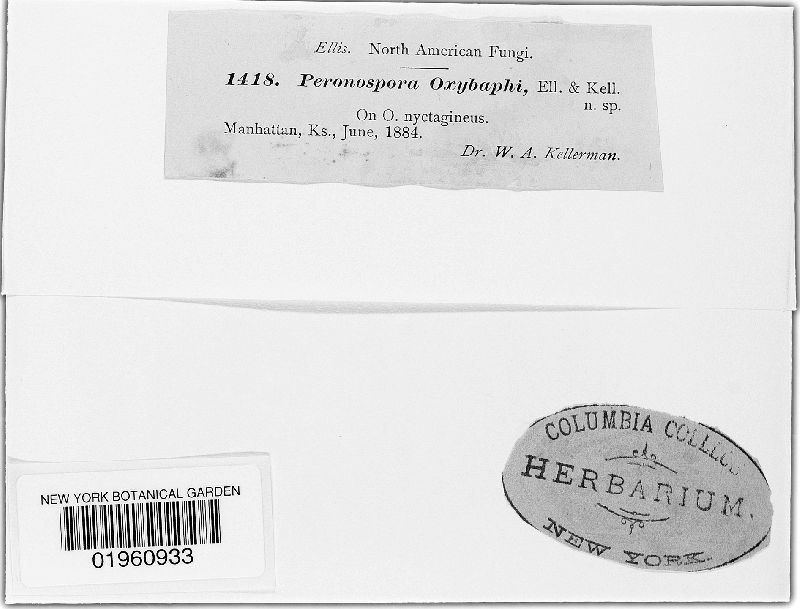 Ellis. North American Fungi.
1418. Peronospora Oxybaphi, Ell. & Kell.
n. sp.
On O. nyctagineus.
Manhattan, Ks., June, 1884.
Dr. W. A. Kellerman.
COLUMBIA COLLEGE
HERBARIUM.
NEW YORK.
NEW YORK BOTANICAL GARDEN
01960933